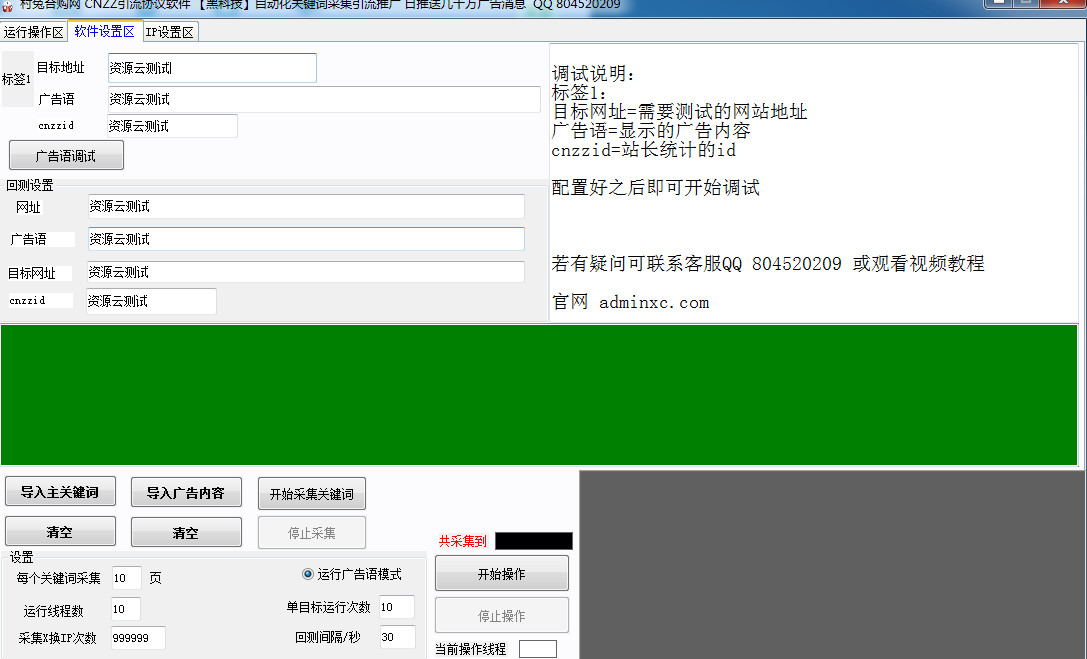 村兔合购网 CNZZ引流协议软件 【黑科技】自动化关键词采集引流推广 日推送几千万广告消息 QQ 804520209
运行操作区 软件设置区 IP设置区
标签1
目标地址 资源云测试
广告语 资源云测试
cnzzid 资源云测试
广告语调试
回测设置
网址 资源云测试
广告语 资源云测试
目标网址 资源云测试
cnzzid 资源云测试
调试说明：
标签1：
目标网址=需要测试的网站地址
广告语=显示的广告内容
cnzzid=站长统计的id
配置好之后即可开始调试
若有疑问可联系客服QQ 804520209 或观看视频教程
官网 adminxc.com
导入主关键词 导入广告内容 开始采集关键词
清空 清空 停止采集
设置
每个关键词采集 10 页
运行线程数 10
采集X换IP次数 999999
运行广告语模式
单目标运行次数 10
回测间隔/秒 30
共采集到
开始操作
停止操作
当前操作线程